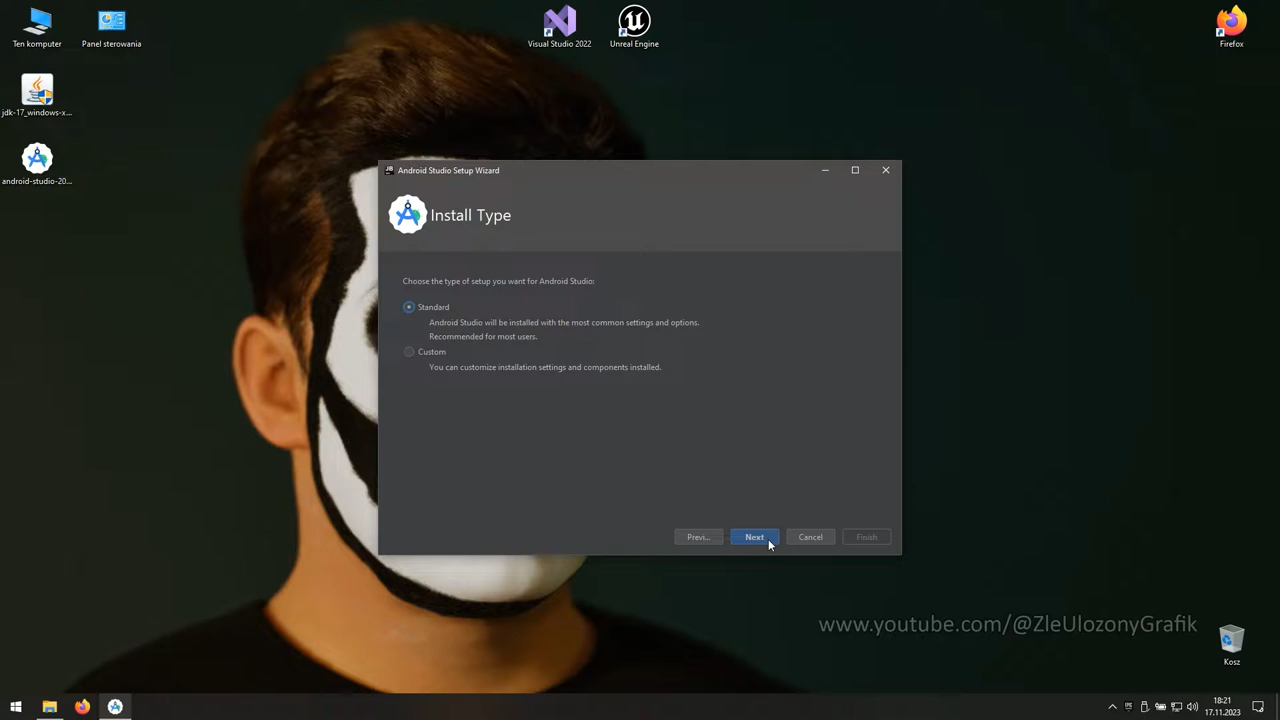 Ten komputer
Panel sterowania
Visual Studio 2022
Unreal Engine
Firefox
jdk-17_windows-x...
android-studio-20...
Android Studio Setup Wizard
Install Type
Choose the type of setup you want for Android Studio:
Standard
Android Studio will be installed with the most common settings and options.
Recommended for most users.
Custom
You can customize installation settings and components installed.
Previ...
Next
Cancel
Finish
www.youtube.com/@ZleUlozonyGrafik
Kosz
18:21
17.11.2023